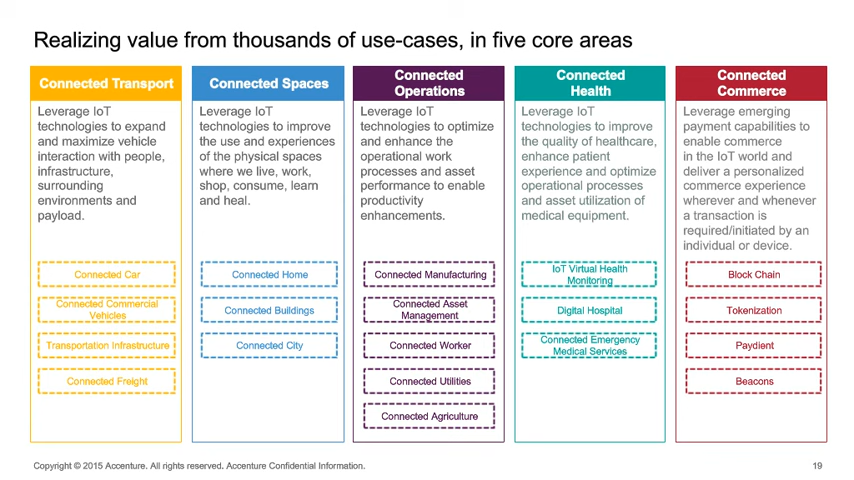 Realizing value from thousands of use-cases, in five core areas
Connected Transport
Leverage IoT
technologies to expand
and maximize vehicle
interaction with people,
infrastructure,
surrounding
environments and
payload.
Connected Car
Connected Commercial
Vehicles
Transportation Infrastructure
Connected Freight
Connected Spaces
Leverage IoT
technologies to improve
the use and experiences
of the physical spaces
where we live, work,
shop, consume, learn
and heal.
Connected Home
Connected Buildings
Connected City
Connected
Operations
Leverage IoT
technologies to optimize
and enhance the
operational work
processes and asset
performance to enable
productivity
enhancements.
Connected Manufacturing
Connected Asset
Management
Connected Worker
Connected Utilities
Connected Agriculture
Connected
Health
Leverage IoT
technologies to improve
the quality of healthcare,
enhance patient
experience and optimize
operational processes
and asset utilization of
medical equipment.
IoT Virtual Health
Monitoring
Digital Hospital
Connected Emergency
Medical Services
Connected
Commerce
Leverage emerging
payment capabilities to
enable commerce
in the IoT world and
deliver a personalized
commerce experience
wherever and whenever
a transaction is
required/initiated by an
individual or device.
Block Chain
Tokenization
Paydient
Beacons
Copyright © 2015 Accenture. All rights reserved. Accenture Confidential Information.
19